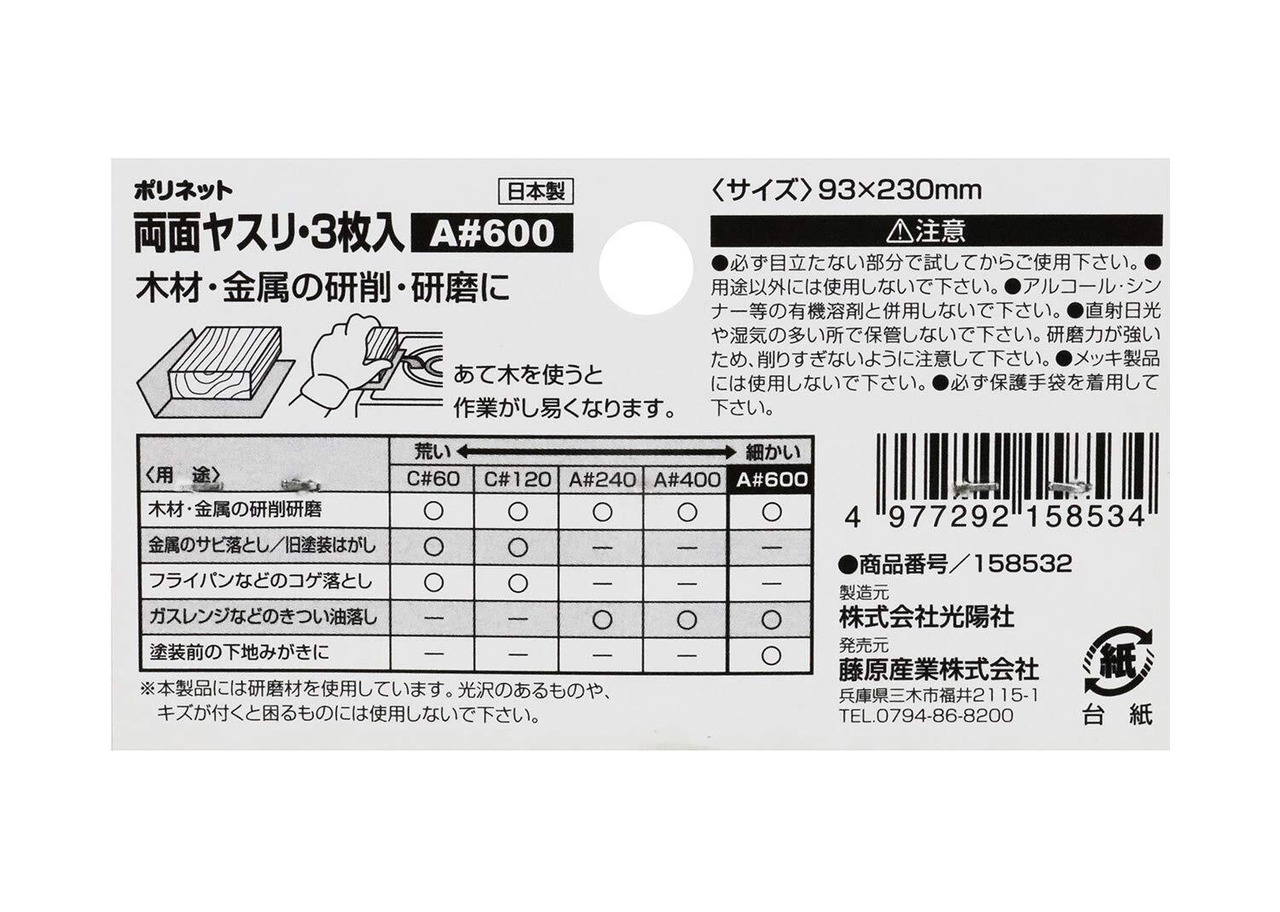 ポリネット
日本製
両面ヤスリ・3枚入 A#600
木材・金属の研削・研磨に
あて木を使うと
作業がし易くなります。
荒い 細かい
〈用 途〉 C#60 C#120 A#240 A#400 A#600
木材・金属の研削研磨 ○ ○ ○ ○ ○
金属のサビ落とし／旧塗装はがし ○ ○ － － －
フライパンなどのコゲ落とし ○ ○ － － －
ガスレンジなどのきつい油落し － － ○ ○ ○
塗装前の下地みがきに － － － － ○
※本製品には研磨材を使用しています。光沢のあるものや、
キズが付くと困るものには使用しないで下さい。
〈サイズ〉93×230mm
⚠注意
●必ず目立たない部分で試してからご使用下さい。●
用途以外には使用しないで下さい。●アルコール・シン
ナー等の有機溶剤と併用しないで下さい。●直射日光
や湿気の多い所で保管しないで下さい。研磨力が強い
ため、削りすぎないように注意して下さい。●メッキ製品
には使用しないで下さい。●必ず保護手袋を着用して
下さい。
4 977292 158534
●商品番号／158532
製造元
株式会社光陽社
発売元
藤原産業株式会社
兵庫県三木市福井2115-1
TEL.0794-86-8200
紙
台 紙